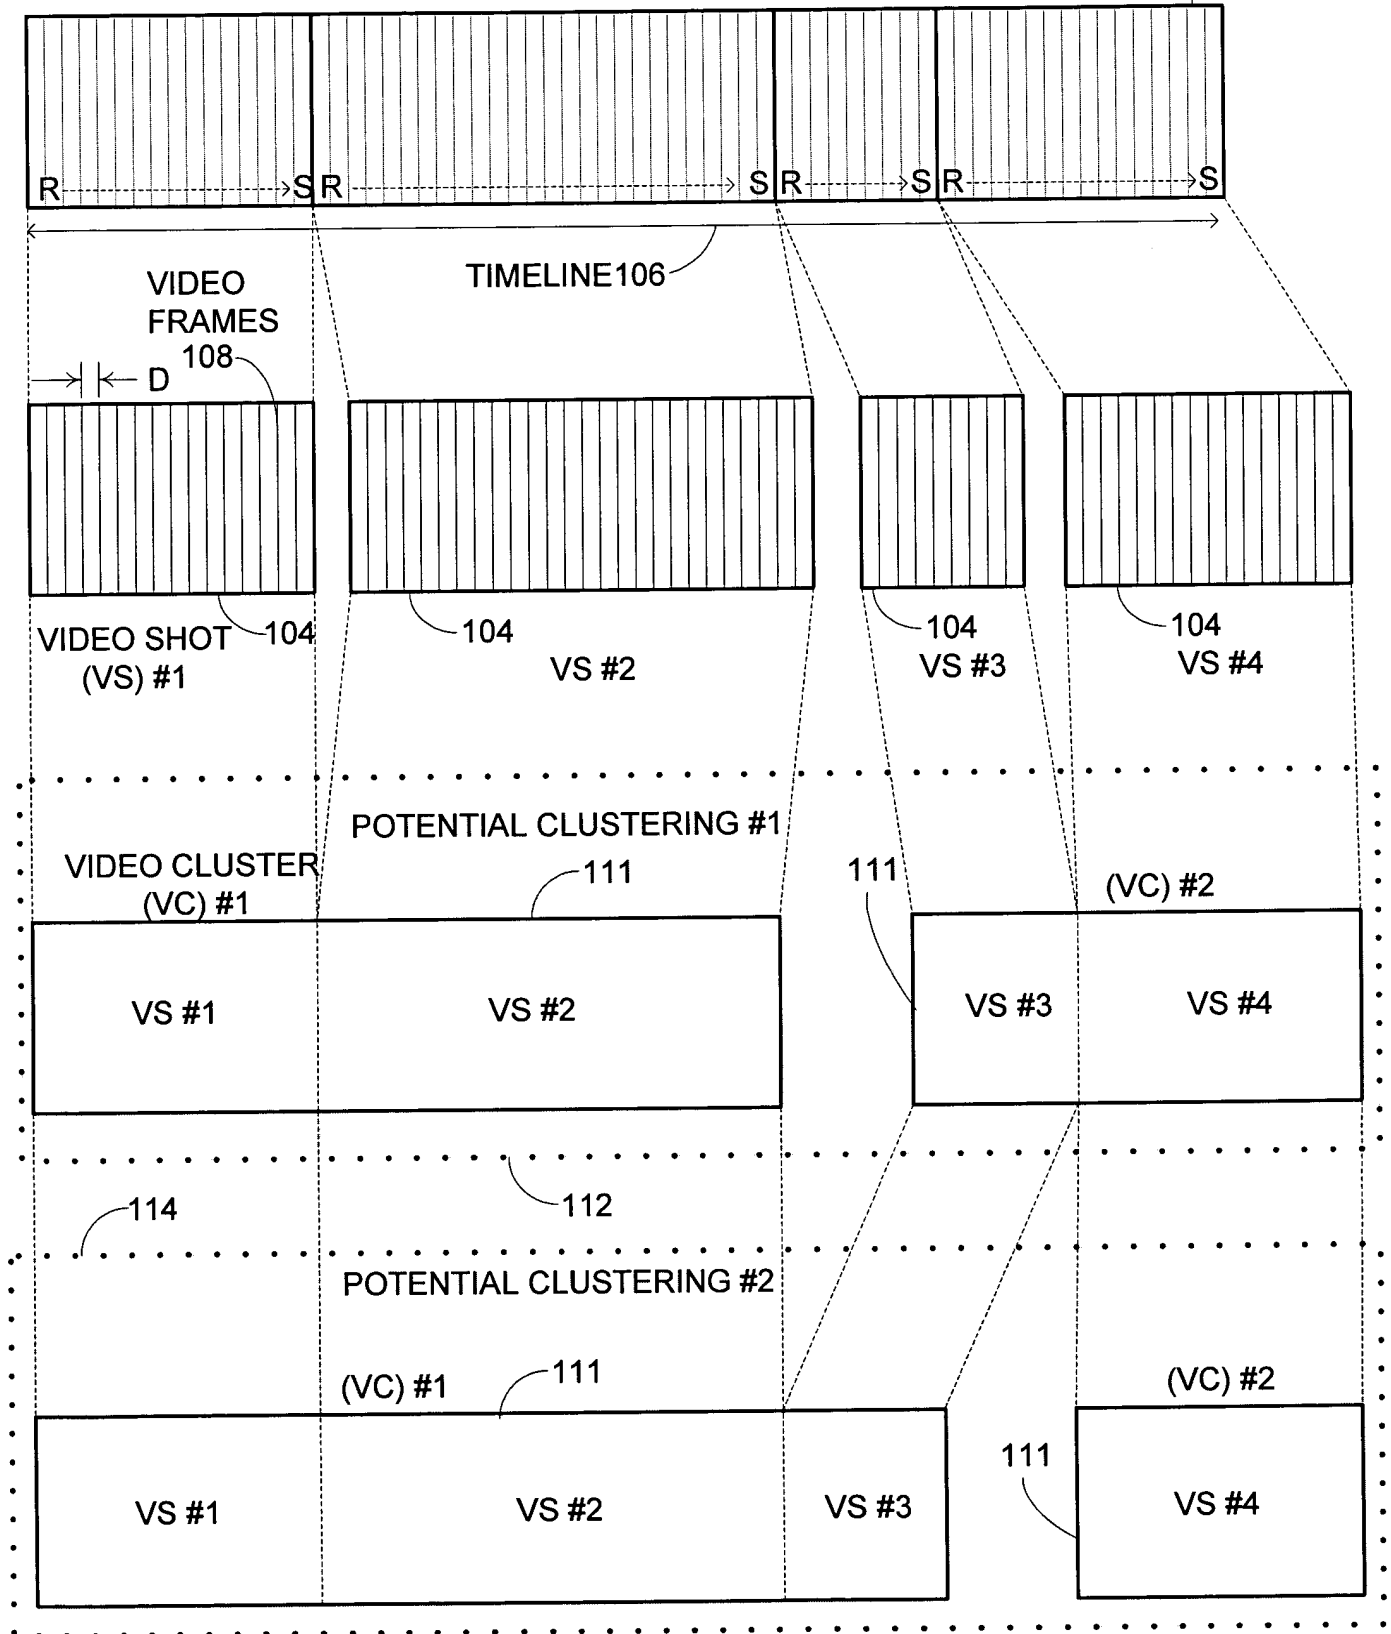 R S R S R S R S
TIMELINE106
VIDEO
FRAMES
108
D
104
VIDEO SHOT
(VS) #1
104
VS #2
104
VS #3
104
VS #4
POTENTIAL CLUSTERING #1
VIDEO CLUSTER
(VC) #1
111
111
(VC) #2
VS #1
VS #2
VS #3
VS #4
112
114
POTENTIAL CLUSTERING #2
(VC) #1
111
(VC) #2
111
VS #1
VS #2
VS #3
VS #4